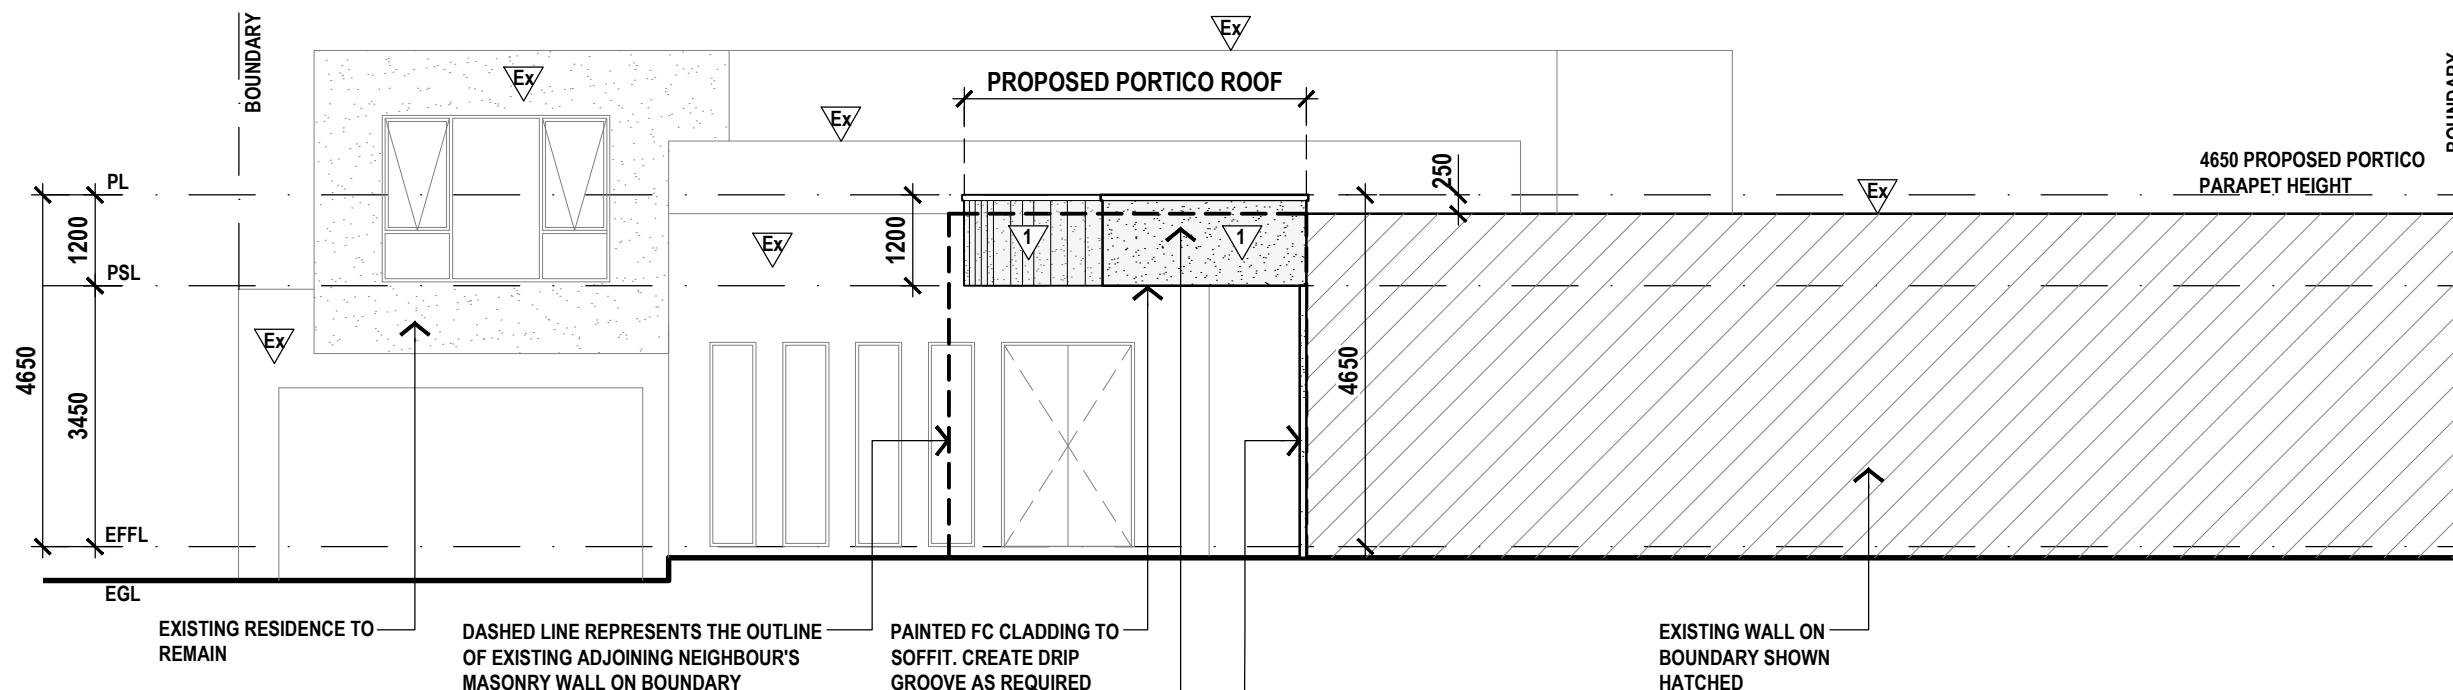 BOUNDARY
Ex
Ex
PROPOSED PORTICO ROOF
Ex
BOUNDARY
4650 PROPOSED PORTICO
PARAPET HEIGHT
250
PL
Ex
1200
1200
1
1
Ex
PSL
Ex
4650
3450
4650
EFFL
EGL
EXISTING RESIDENCE TO
REMAIN
DASHED LINE REPRESENTS THE OUTLINE
OF EXISTING ADJOINING NEIGHBOUR'S
MASONRY WALL ON BOUNDARY
PAINTED FC CLADDING TO
SOFFIT. CREATE DRIP
GROOVE AS REQUIRED
EXISTING WALL ON
BOUNDARY SHOWN
HATCHED